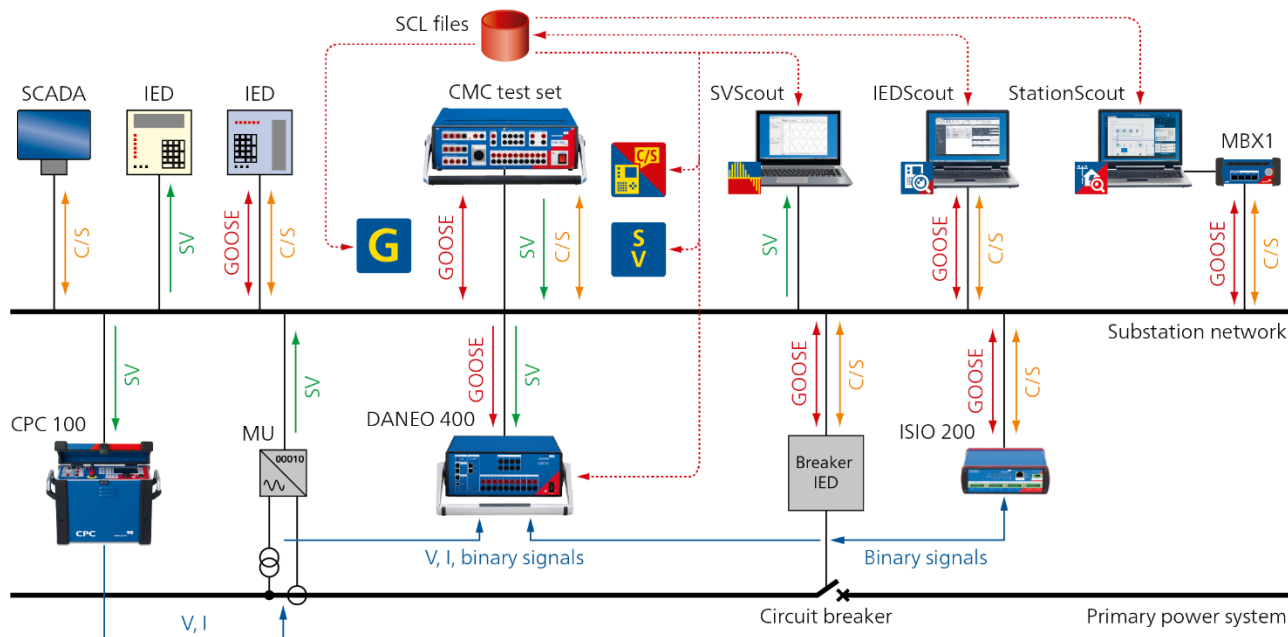 SCL files
SCADA
IED
IED
CMC test set
SVScout
IEDScout
StationScout
MBX1
C/S
G
S
V
C/S
SV
GOOSE
C/S
GOOSE
SV
C/S
SV
GOOSE
C/S
GOOSE
C/S
Substation network
SV
SV
GOOSE
SV
GOOSE
C/S
GOOSE
C/S
CPC 100
MU
DANEO 400
ISIO 200
00010
Breaker
IED
CPC
V, I, binary signals
Binary signals
V, I
Circuit breaker
Primary power system